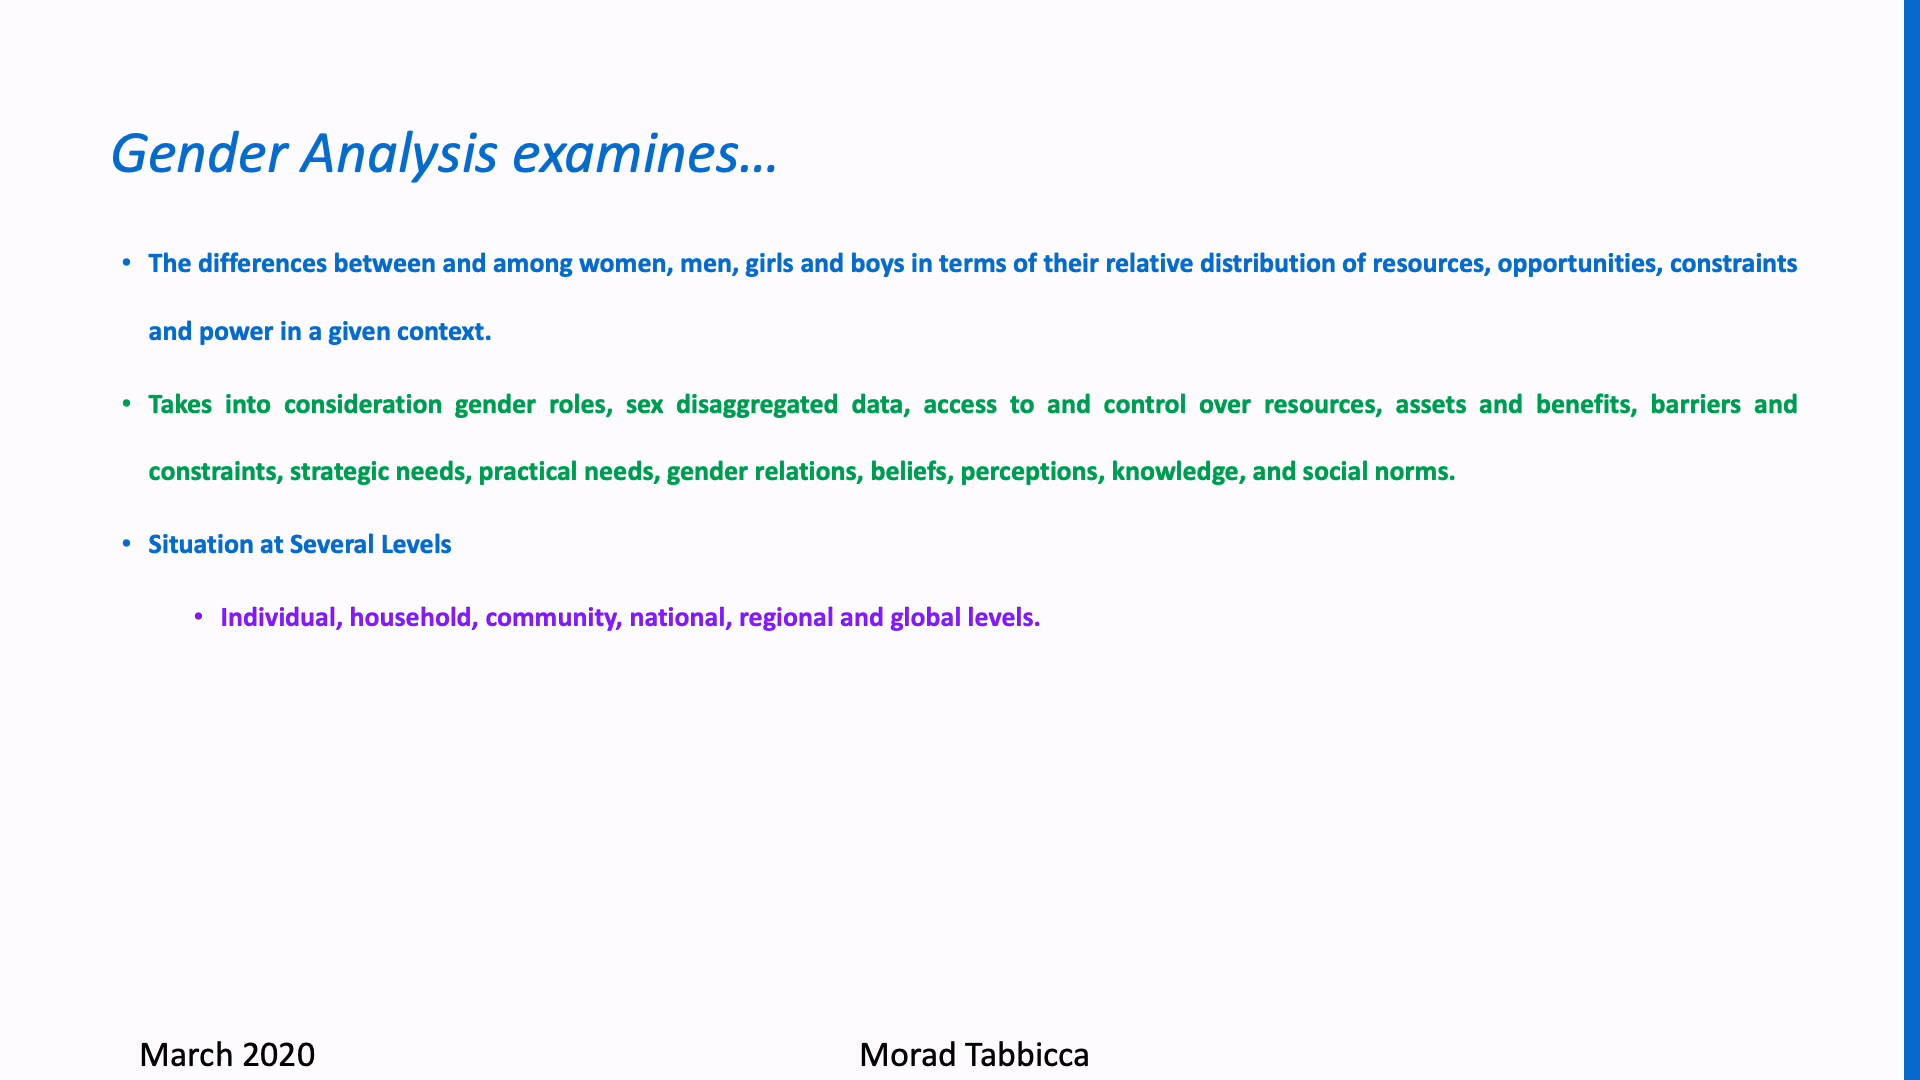 Gender Analysis examines…
• The differences between and among women, men, girls and boys in terms of their relative distribution of resources, opportunities, constraints
and power in a given context.
• Takes into consideration gender roles, sex disaggregated data, access to and control over resources, assets and benefits, barriers and
constraints, strategic needs, practical needs, gender relations, beliefs, perceptions, knowledge, and social norms.
• Situation at Several Levels
• Individual, household, community, national, regional and global levels.
March 2020
Morad Tabbicca